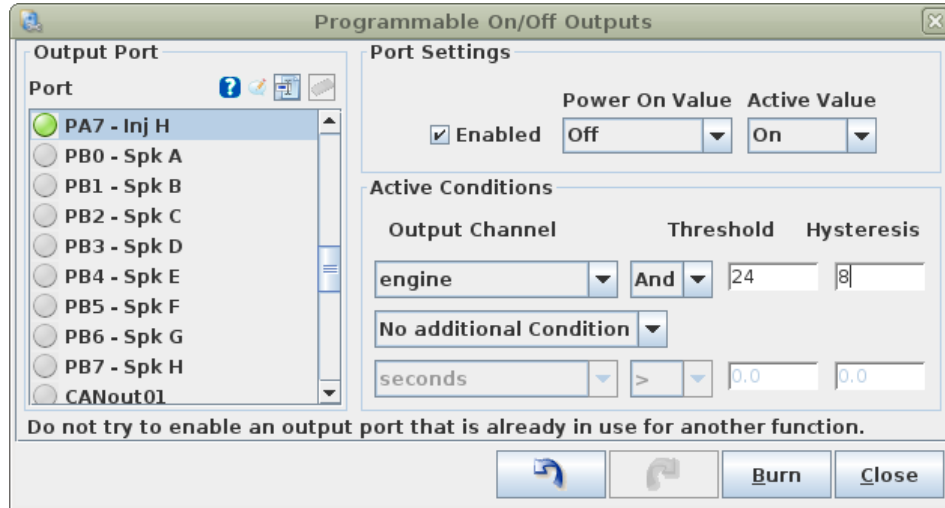 Programmable On/Off Outputs
Output Port
Port
PA7 - Inj H
PB0 - Spk A
PB1 - Spk B
PB2 - Spk C
PB3 - Spk D
PB4 - Spk E
PB5 - Spk F
PB6 - Spk G
PB7 - Spk H
CANout01
Port Settings
Power On Value Active Value
Enabled Off On
Active Conditions
Output Channel Threshold Hysteresis
engine And 24 8
No additional Condition
seconds > 0.0 0.0
Do not try to enable an output port that is already in use for another function.
Burn Close